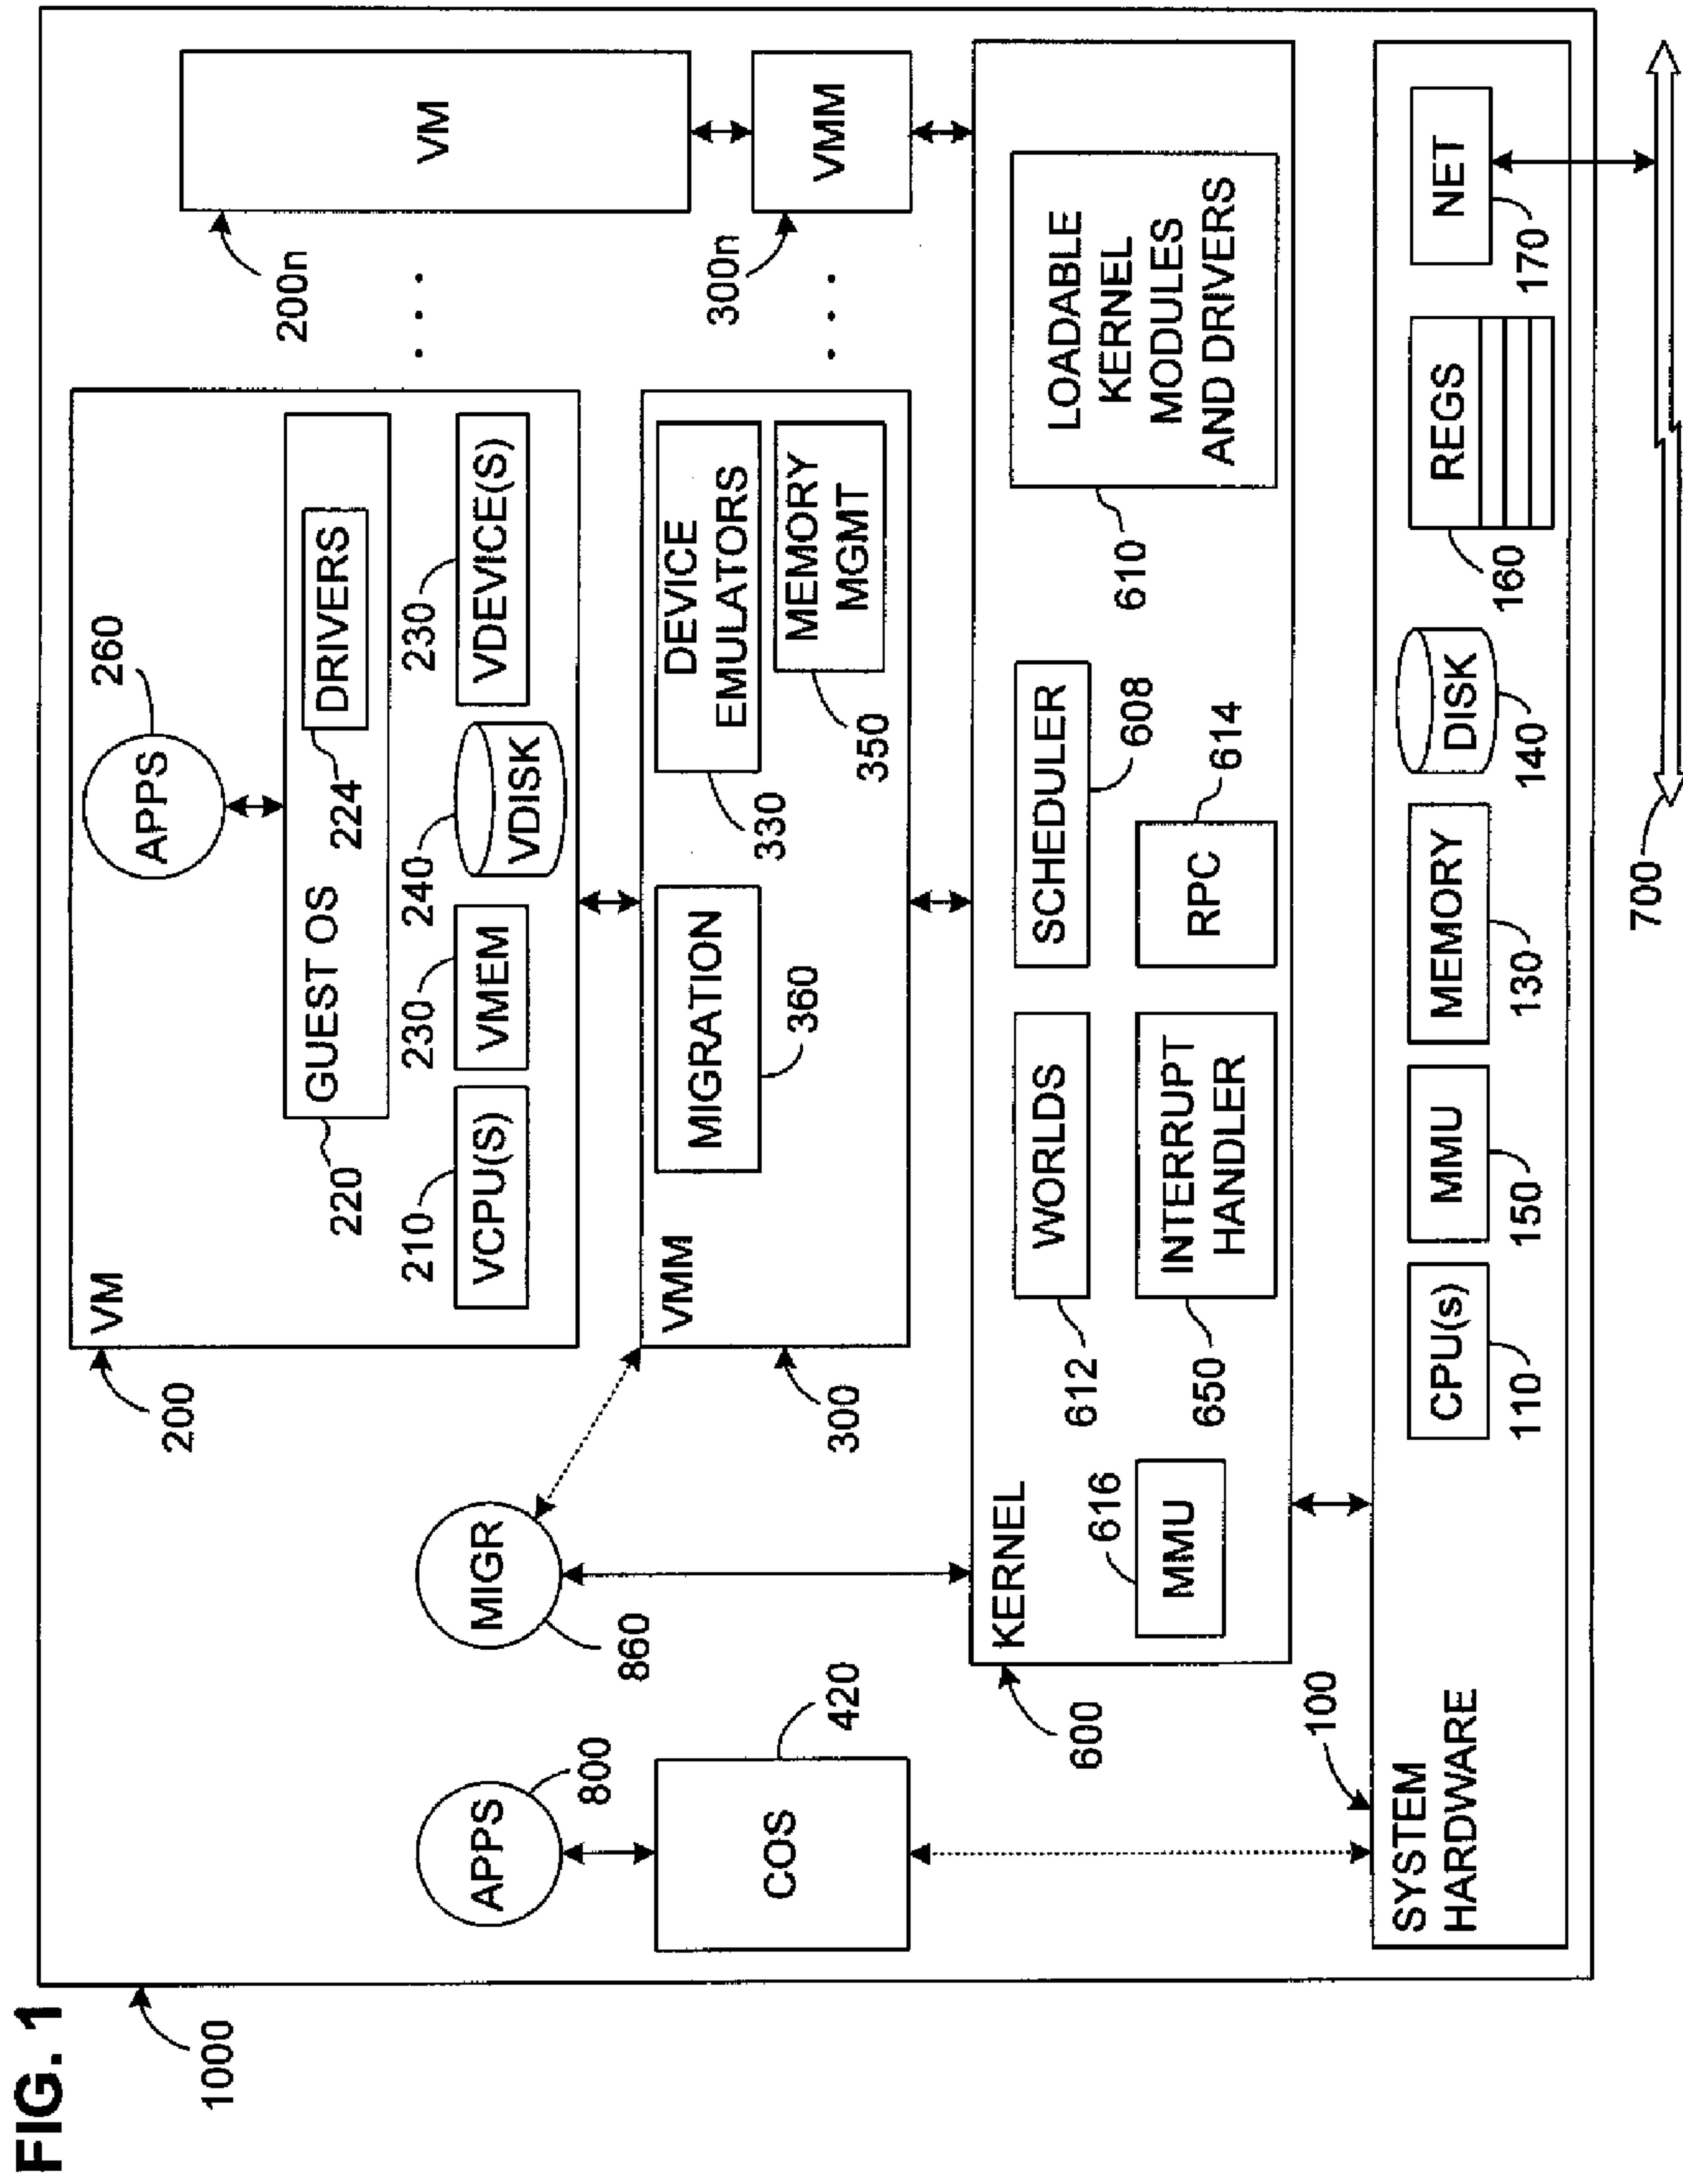 FIG. 1
1000
VM
200
APPS
260
GUEST OS
220
DRIVERS
224
VCPU(S)
210
VMEM
230
VDISK
240
VDEVICE(S)
230
VM
200n
. . .
VMM
300
MIGRATION
360
DEVICE
EMULATORS
330
MEMORY
MGMT
350
VMM
300n
. . .
APPS
800
COS
420
MIGR
860
KERNEL
600
MMU
616
WORLDS
612
INTERRUPT
HANDLER
650
SCHEDULER
608
RPC
614
LOADABLE
KERNEL
MODULES
AND DRIVERS
610
SYSTEM
HARDWARE
100
CPU(s)
110
MMU
150
MEMORY
130
DISK
140
REGS
160
NET
170
700